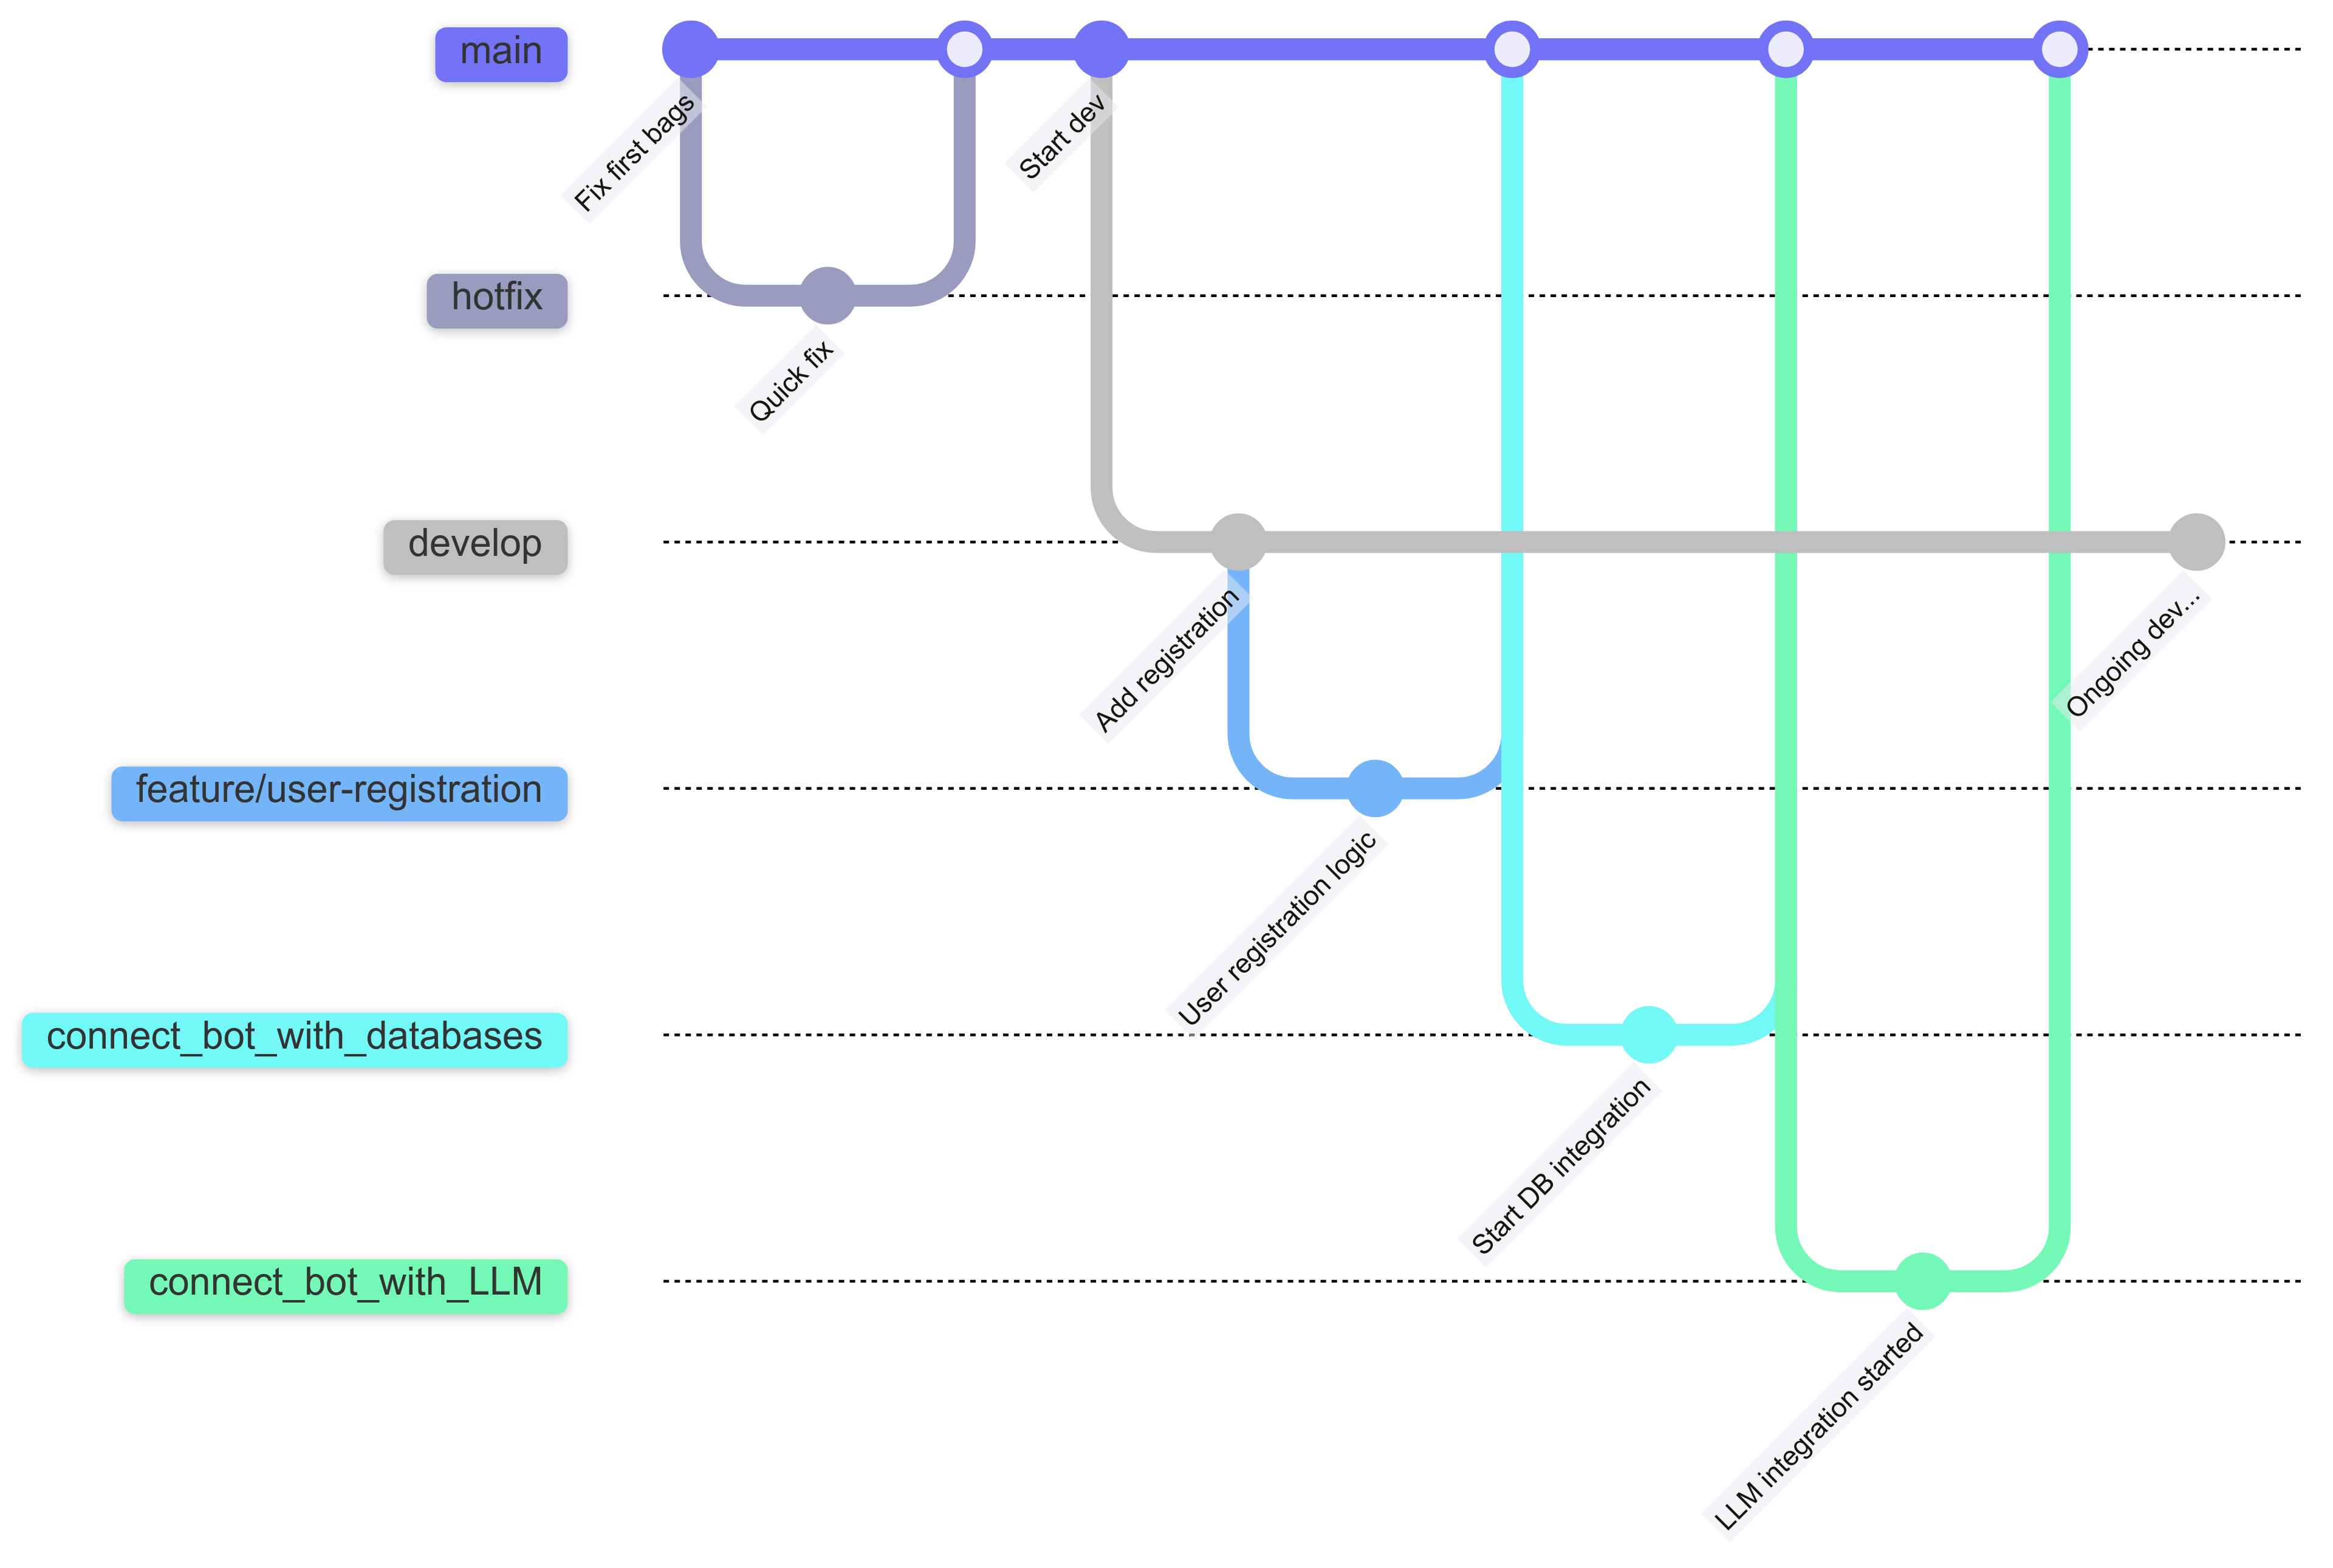 main
Fix first bags
Start dev
hotfix
Quick fix
develop
Add registration
Ongoing dev...
feature/user-registration
User registration logic
connect_bot_with_databases
Start DB integration
connect_bot_with_LLM
LLM integration started